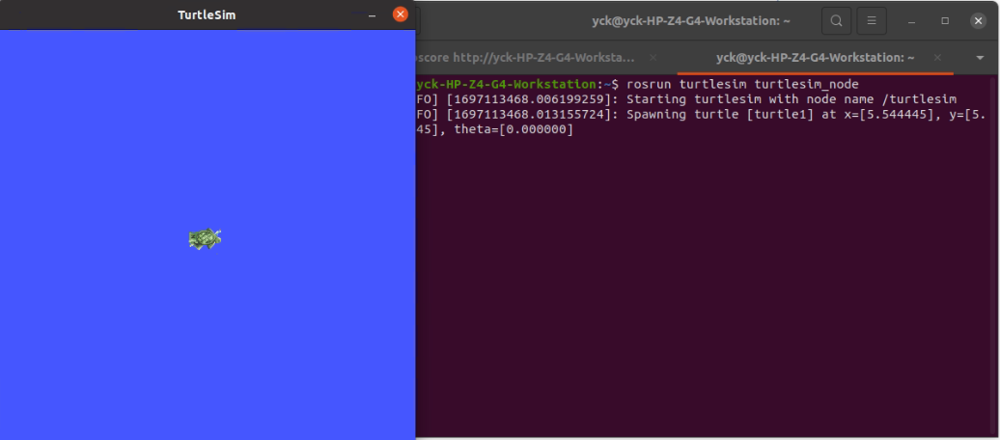 TurtleSim
yck@yck-HP-Z4-G4-Workstation: ~
oscore http://yck-HP-Z4-G4-Worksta...
yck@yck-HP-Z4-G4-Workstation: ~
yck-HP-Z4-G4-Workstation:~$ rosrun turtlesim turtlesim_node
FO] [1697113468.006199259]: Starting turtlesim with node name /turtlesim
FO] [1697113468.013155724]: Spawning turtle [turtle1] at x=[5.544445], y=[5.
45], theta=[0.000000]